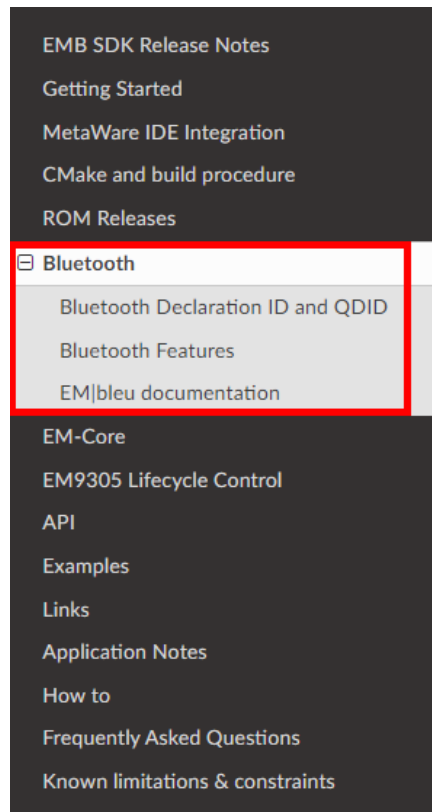 EMB SDK Release Notes
Getting Started
MetaWare IDE Integration
CMake and build procedure
ROM Releases
Bluetooth
Bluetooth Declaration ID and QDID
Bluetooth Features
EM|bleu documentation
EM-Core
EM9305 Lifecycle Control
API
Examples
Links
Application Notes
How to
Frequently Asked Questions
Known limitations & constraints